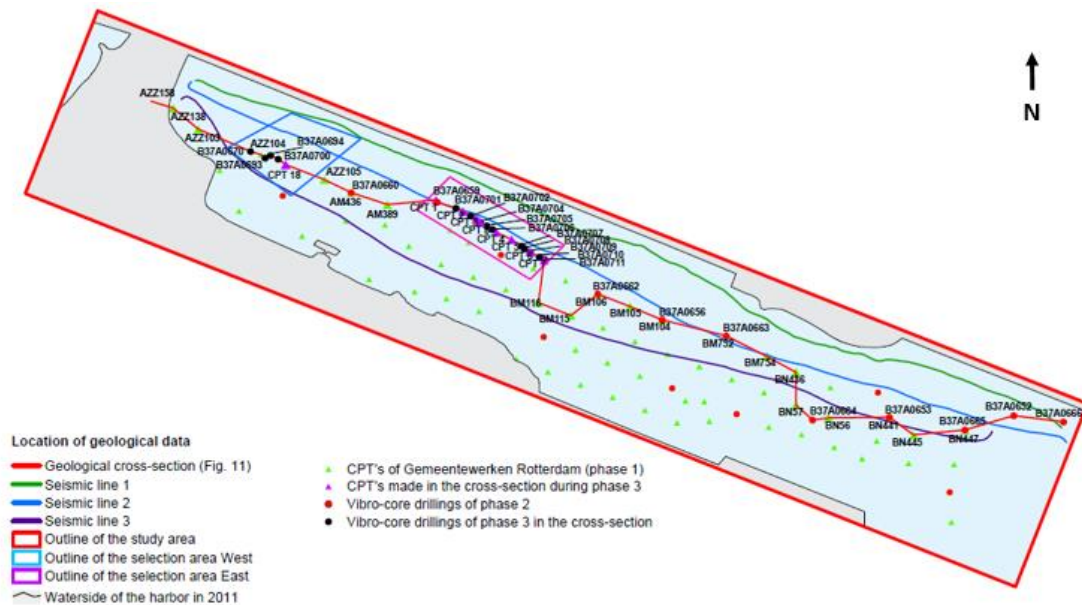 N
AZZ158
AZZ138
AZZ103
AZZ104
B37A0694
B37A0670
B37A0700
B37A0693
CPT 18
AZZ105
B37A0660
AM436
AM389
B37A0659
CPT 1
B37A0701
B37A0702
B37A0704
B37A0705
B37A0706
B37A0707
B37A0708
B37A0709
B37A0710
B37A0711
BM116
BM115
BM106
B37A0662
BM105
B37A0656
BM104
B37A0663
BM752
BM754
BN436
BN57
B37A0664
BN56
B37A0653
BN441
BN445
B37A0665
BN447
B37A0652
B37A0666
Location of geological data
Geological cross-section (Fig. 11)
Seismic line 1
Seismic line 2
Seismic line 3
Outline of the study area
Outline of the selection area West
Outline of the selection area East
Waterside of the harbor in 2011
CPT's of Gemeentewerken Rotterdam (phase 1)
CPT's made in the cross-section during phase 3
Vibro-core drillings of phase 2
Vibro-core drillings of phase 3 in the cross-section